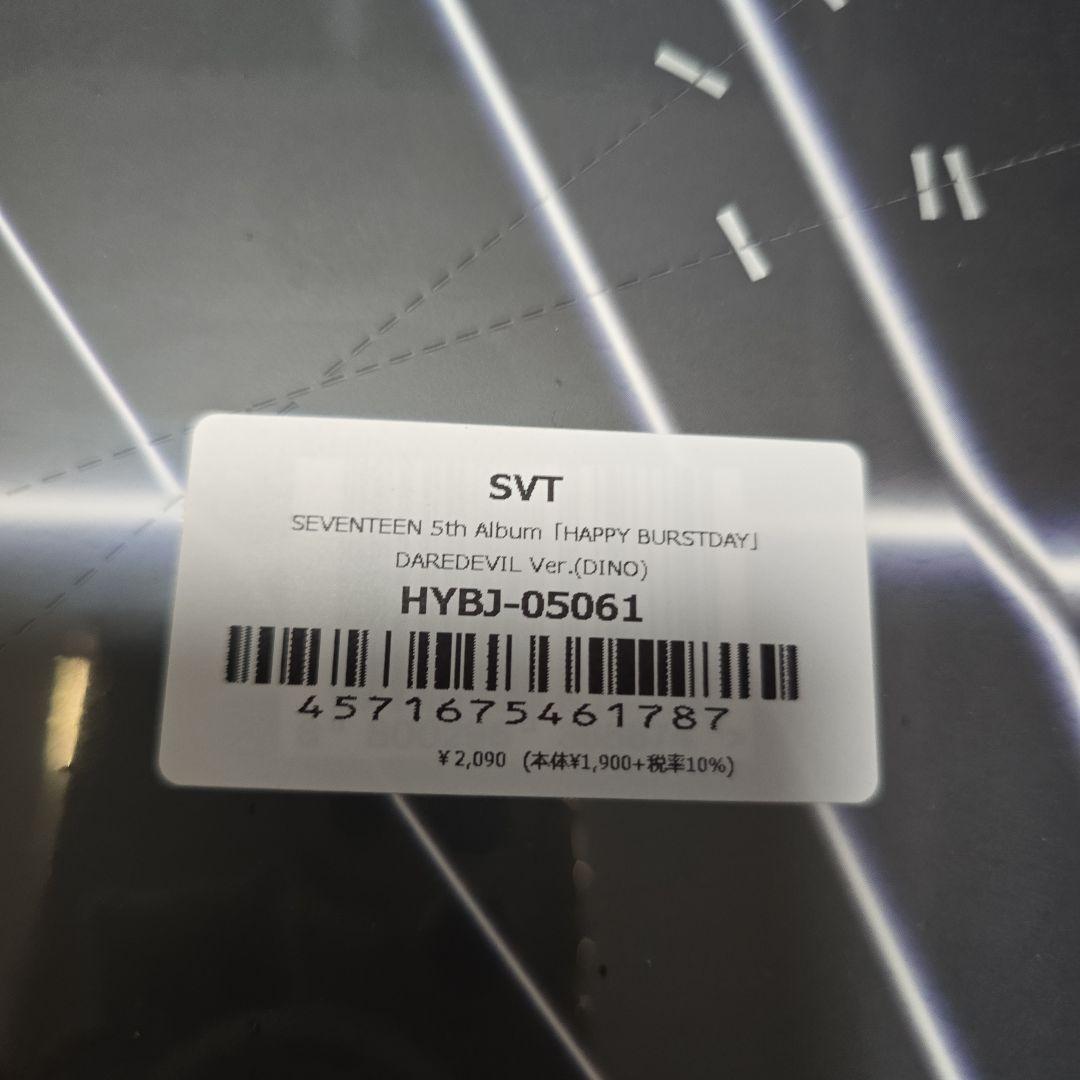 SVT
SEVENTEEN 5th Album「HAPPY BURSTDAY」
DAREDEVIL Ver.(DINO)
HYBJ-05061
4571675461787
¥2,090 (本体¥1,900+税率10%)